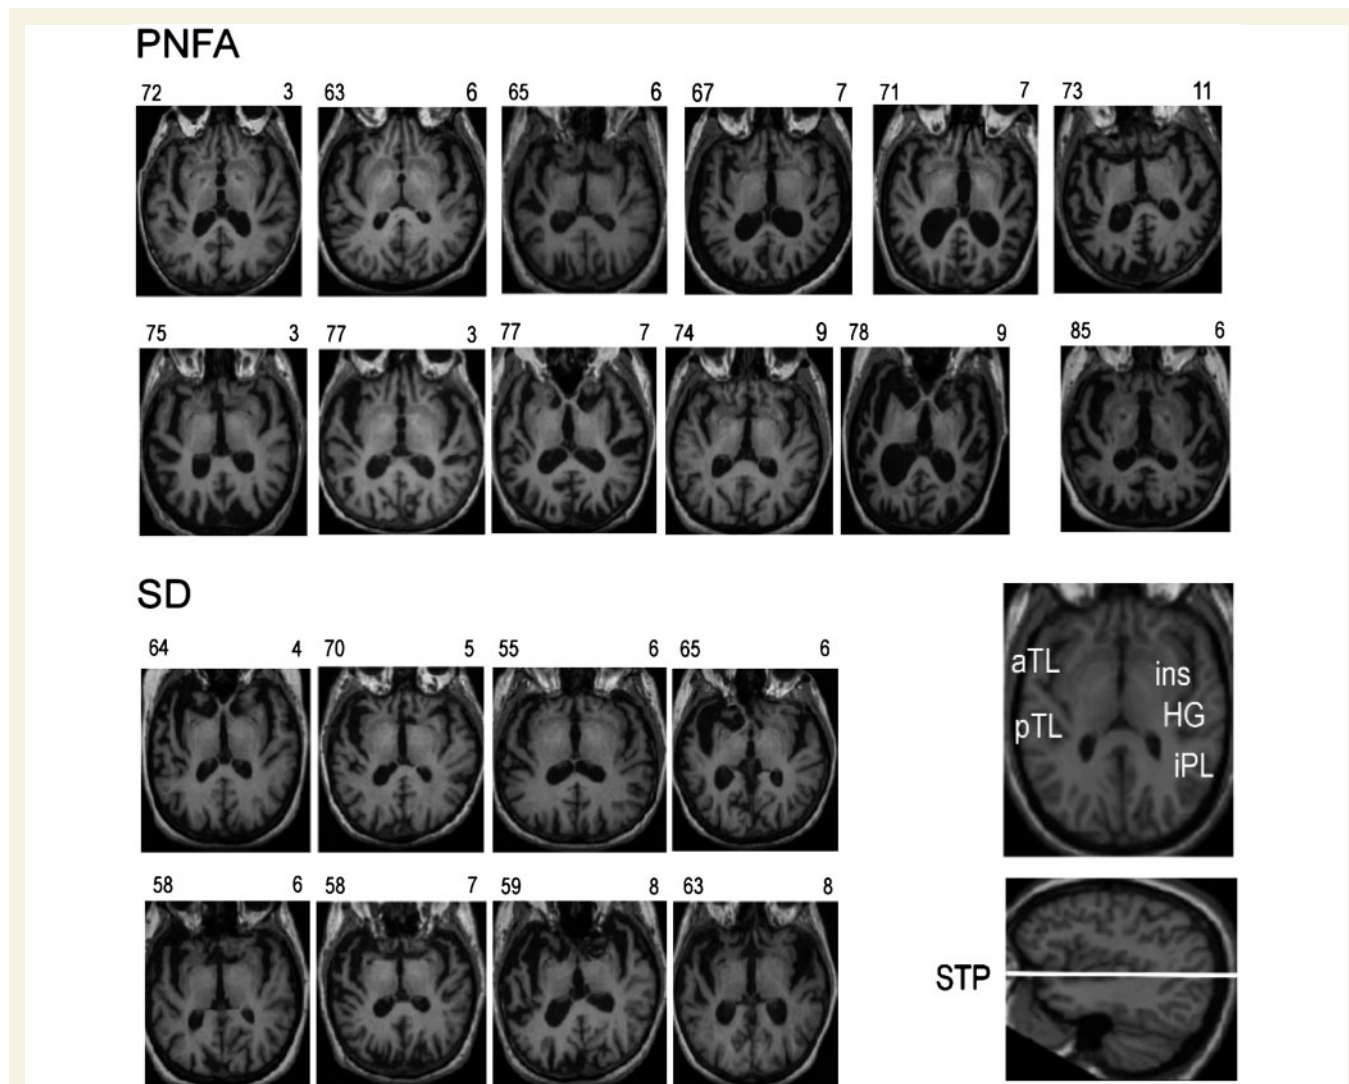 PNFA
72 3 63 6 65 6 67 7 71 7 73 11
75 3 77 3 77 7 74 9 78 9 85 6
SD
64 4 70 5 55 6 65 6
aTL ins
HG
pTL
iPL
58 6 58 7 59 8 63 8
STP